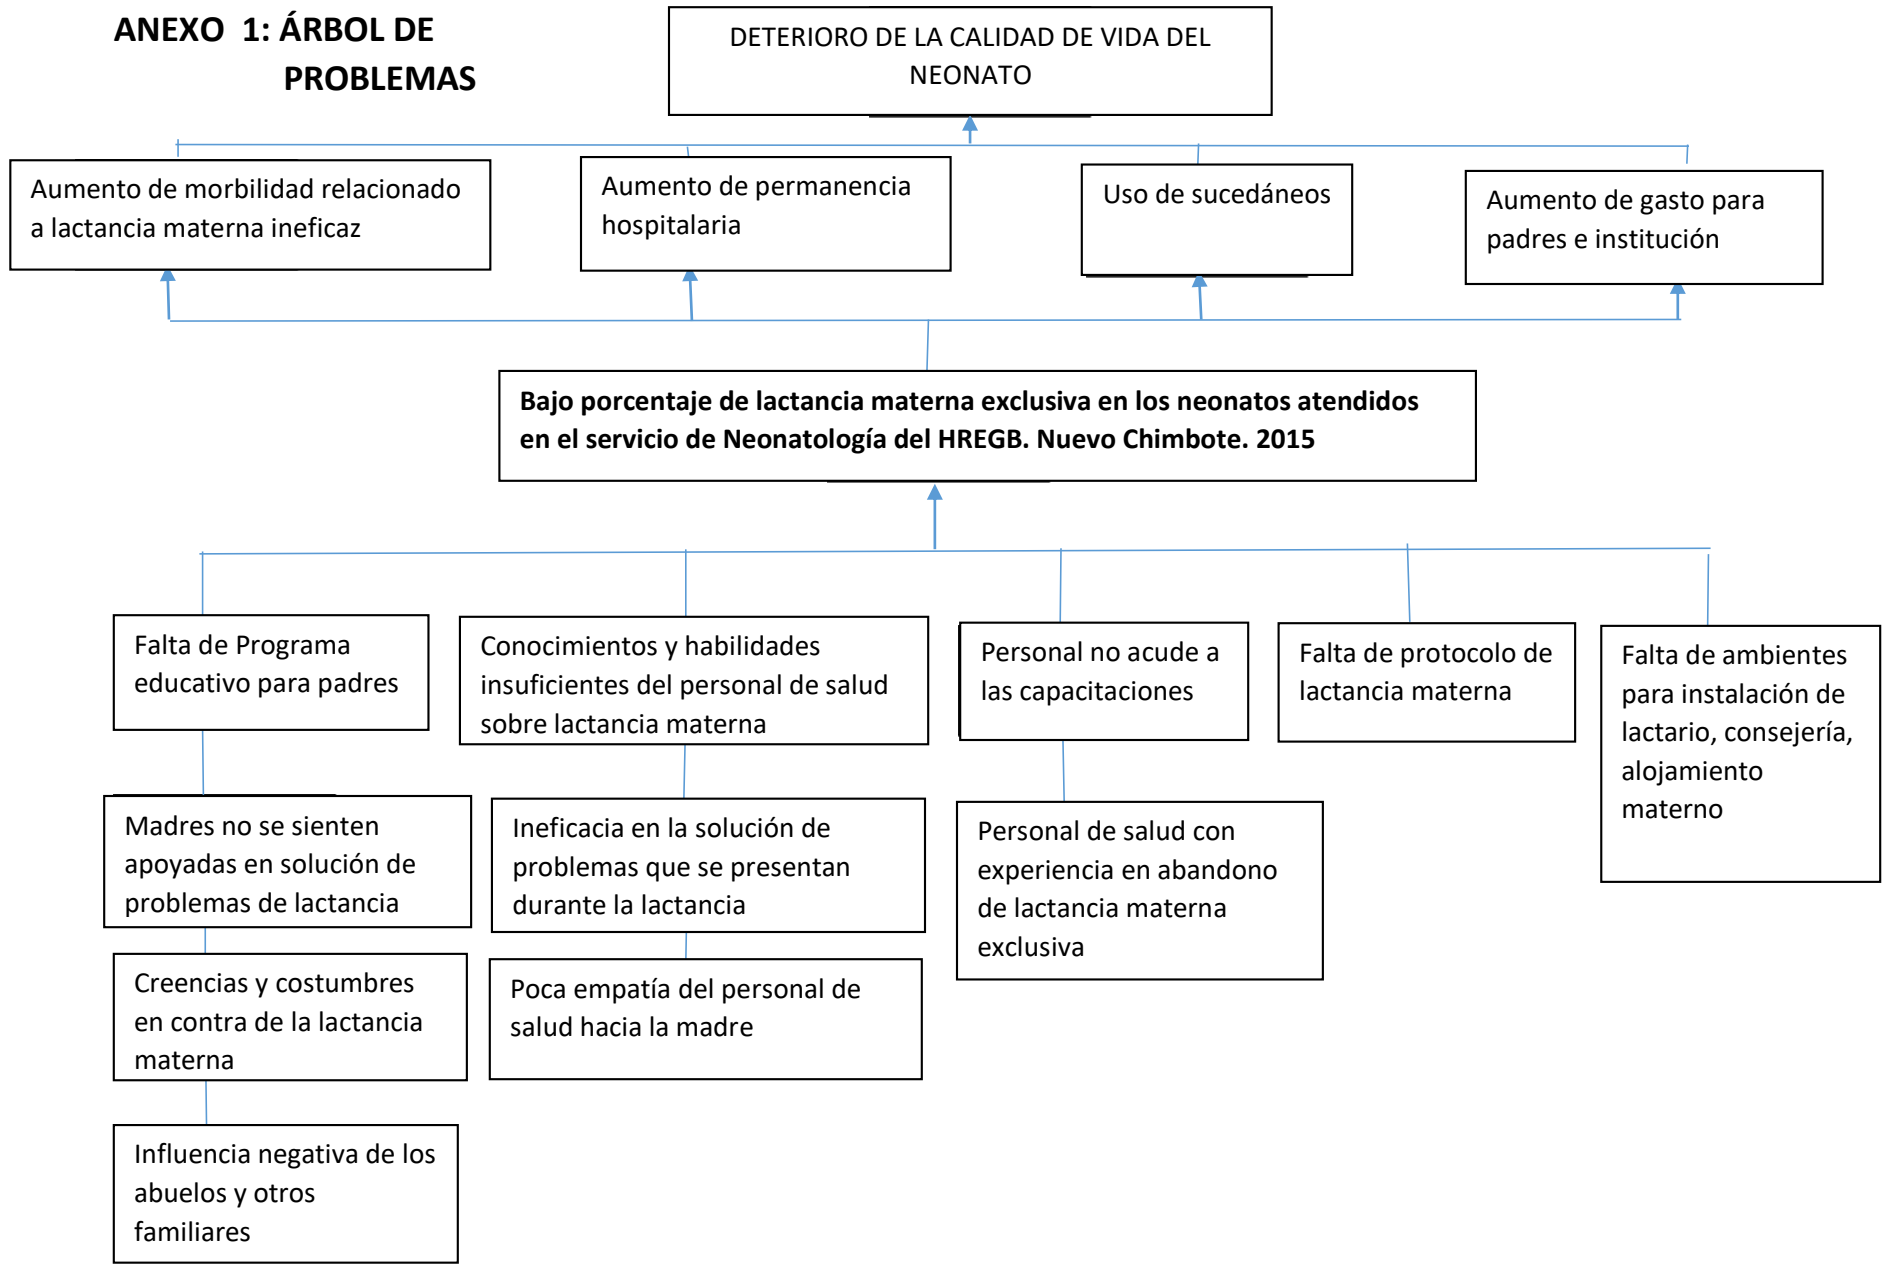 ANEXO 1: ÁRBOL DE
PROBLEMAS
DETERIORO DE LA CALIDAD DE VIDA DEL
NEONATO
Aumento de morbilidad relacionado
a lactancia materna ineficaz
Aumento de permanencia
hospitalaria
Uso de sucedáneos
Aumento de gasto para
padres e institución
Bajo porcentaje de lactancia materna exclusiva en los neonatos atendidos
en el servicio de Neonatología del HREGB. Nuevo Chimbote. 2015
Falta de Programa
educativo para padres
Conocimientos y habilidades
insuficientes del personal de salud
sobre lactancia materna
Personal no acude a
las capacitaciones
Falta de protocolo de
lactancia materna
Falta de ambientes
para instalación de
lactario, consejería,
alojamiento
materno
Madres no se sienten
apoyadas en solución de
problemas de lactancia
Ineficacia en la solución de
problemas que se presentan
durante la lactancia
Personal de salud con
experiencia en abandono
de lactancia materna
exclusiva
Creencias y costumbres
en contra de la lactancia
materna
Poca empatía del personal de
salud hacia la madre
Influencia negativa de los
abuelos y otros
familiares